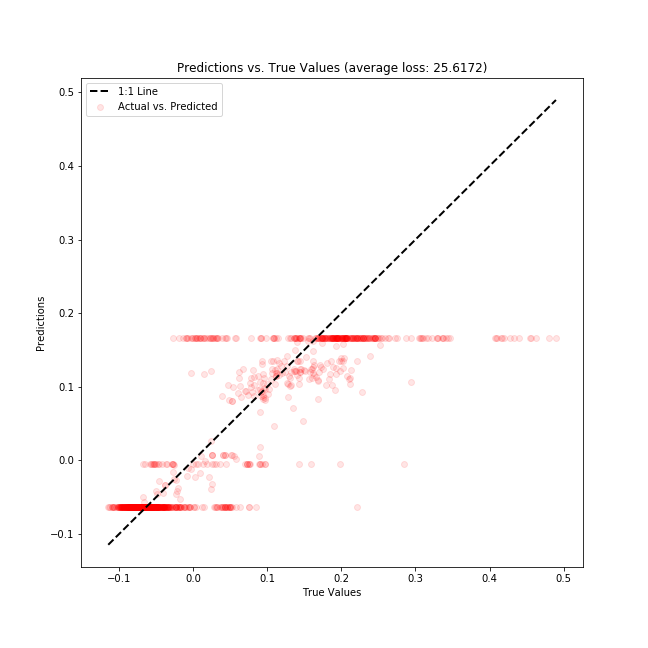 Predictions vs. True Values (average loss: 25.6172)
1:1 Line
Actual vs. Predicted
0.5
0.4
0.3
0.2
0.1
0.0
−0.1
Predictions
−0.1 0.0 0.1 0.2 0.3 0.4 0.5
True Values